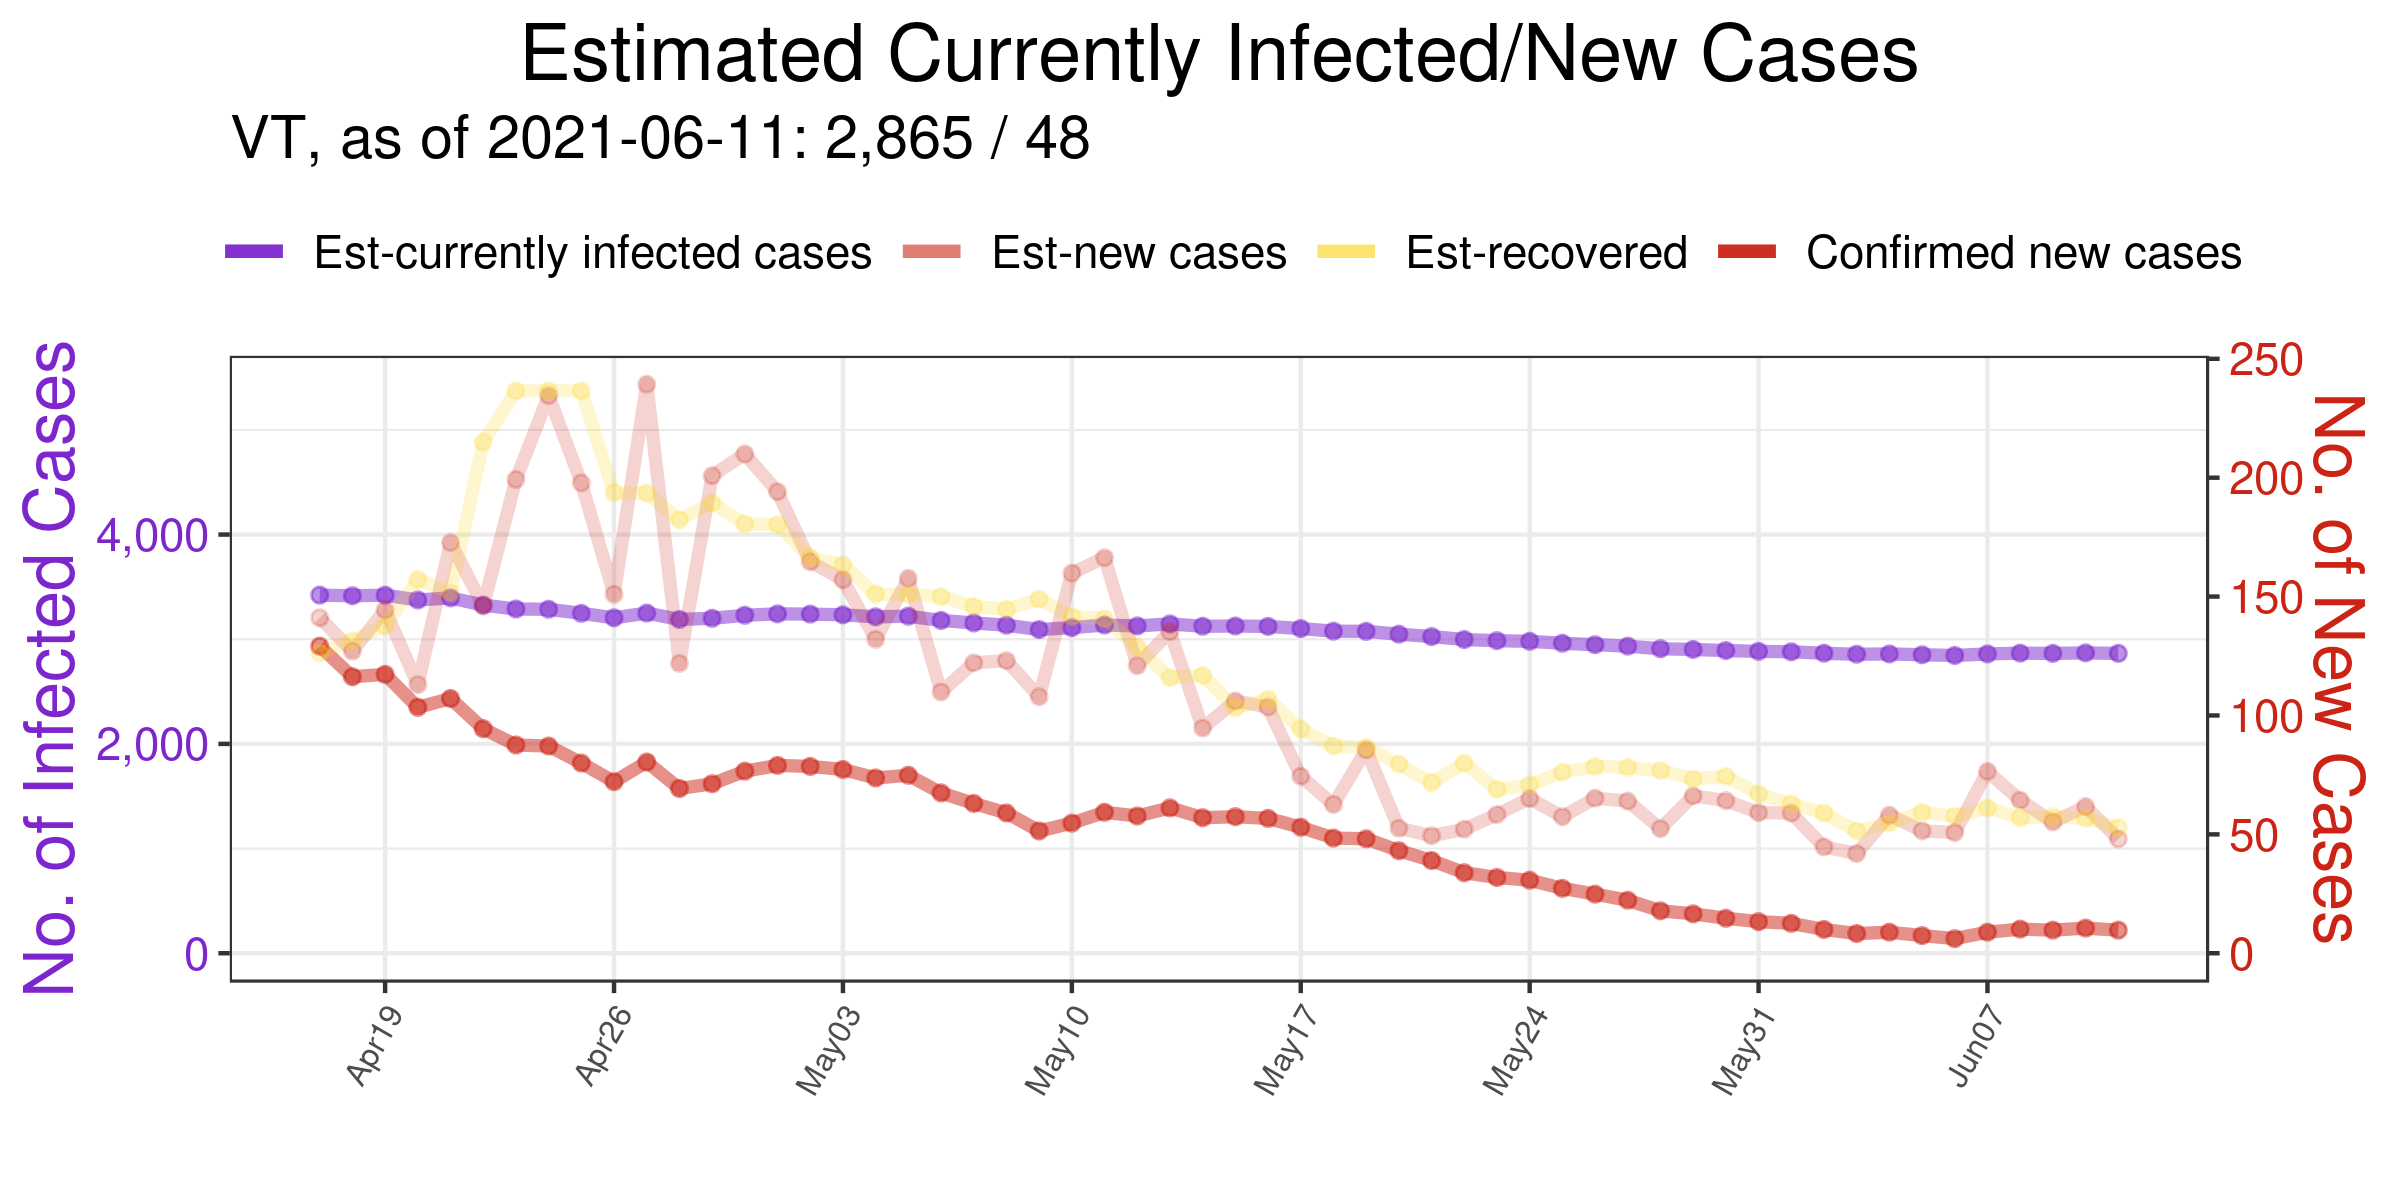 Estimated Currently Infected/New Cases
VT, as of 2021-06-11: 2,865 / 48
Est-currently infected cases Est-new cases Est-recovered Confirmed new cases
No. of Infected Cases
4,000
2,000
0
250
200
150
100
50
0
No. of New Cases
Apr19 Apr26 May03 May10 May17 May24 May31 Jun07